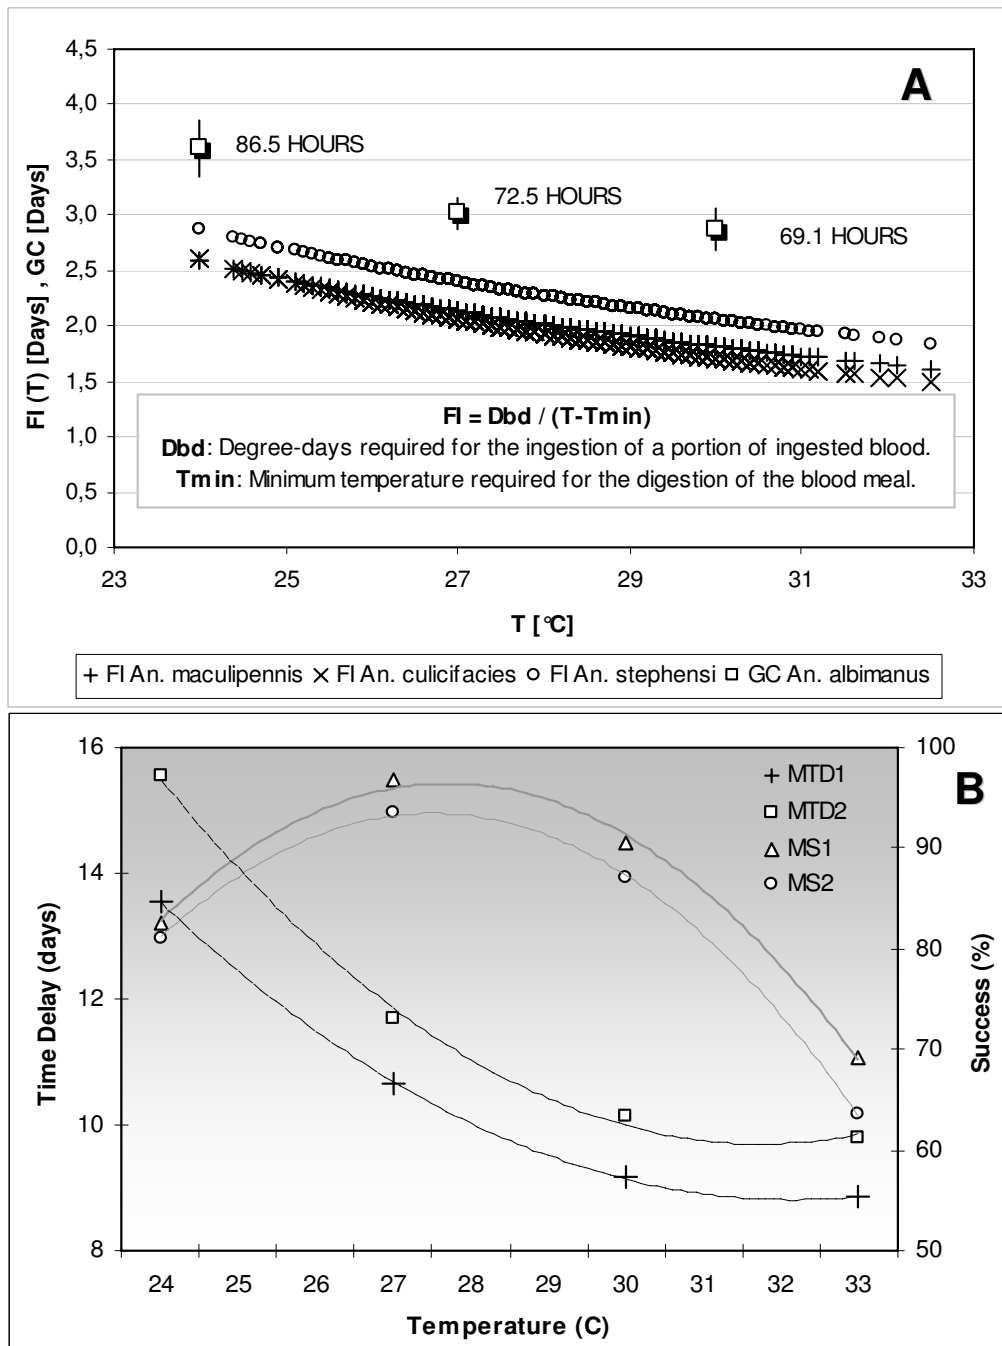 A
4,5
4,0
3,5
3,0
2,5
2,0
1,5
1,0
0,5
0,0
FI (T) [Days] , GC [Days]
86.5 HOURS
72.5 HOURS
69.1 HOURS
FI = Dbd / (T-Tmin)
Dbd: Degree-days required for the ingestion of a portion of ingested blood.
Tmin: Minimum temperature required for the digestion of the blood meal.
23 25 27 29 31 33
T [°C]
FI An. maculipennis FI An. culicifacies FI An. stephensi GC An. albimanus
B
16
14
12
10
8
Time Delay (days)
MTD1
MTD2
MS1
MS2
100
90
80
70
60
50
Success (%)
24 25 26 27 28 29 30 31 32 33
Temperature (C)